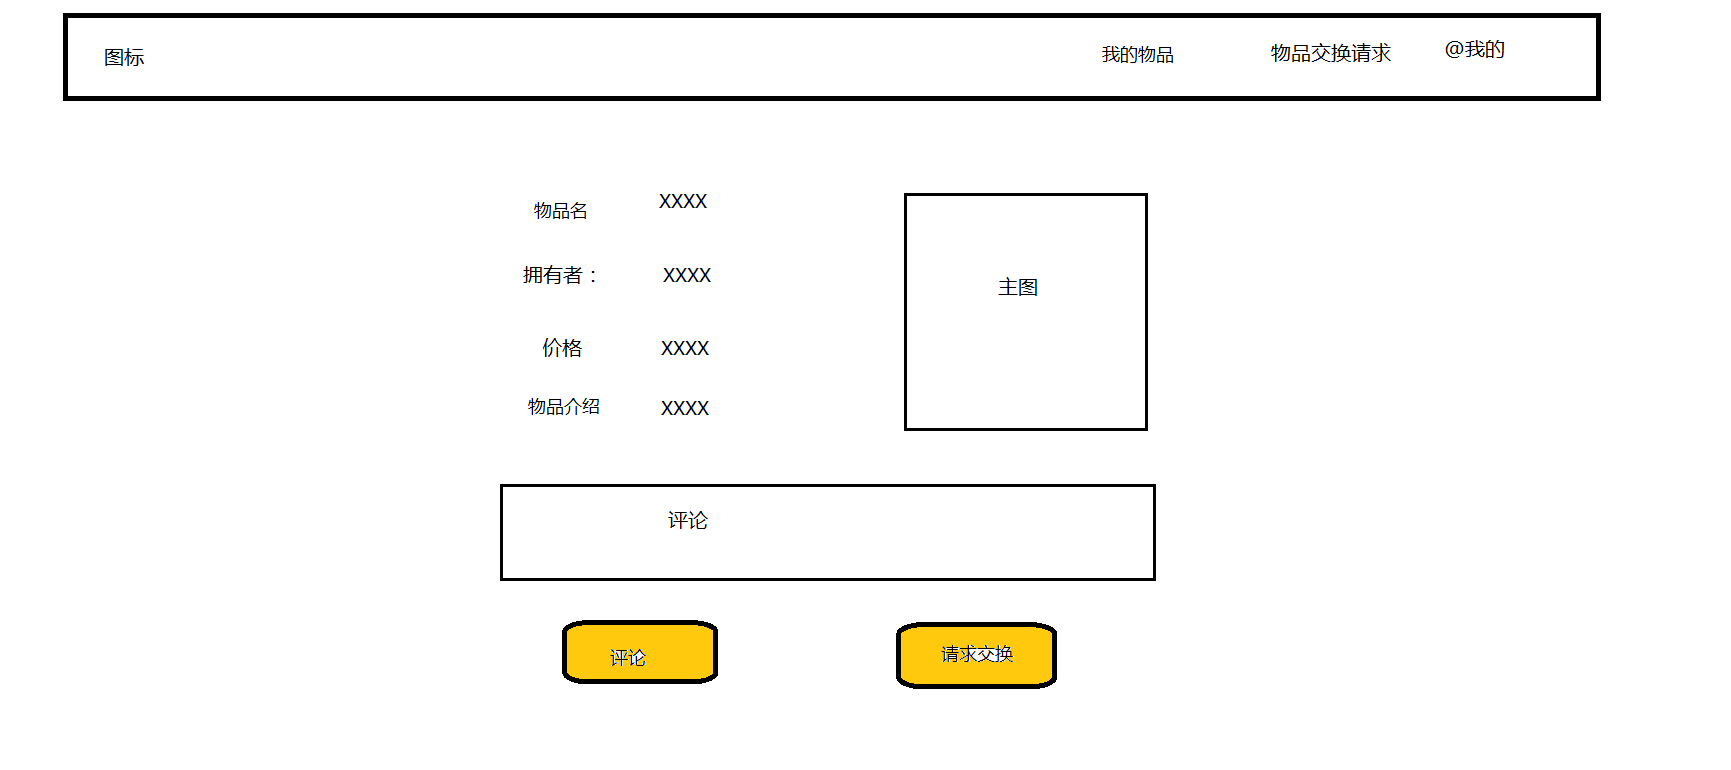 图标
我的物品
物品交换请求
@我的
物品名 XXXX
拥有者： XXXX
价格 XXXX
物品介绍 XXXX
主图
评论
评论
请求交换